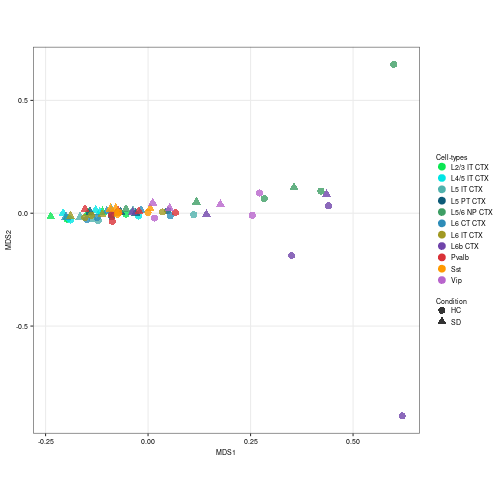 0.5
0.0
-0.5
MDS2
-0.25
0.00
0.25
0.50
MDS1
Cell-types
L2/3 IT CTX
L4/5 IT CTX
L5 IT CTX
L5 PT CTX
L5/6 NP CTX
L6 CT CTX
L6 IT CTX
L6b CTX
Pvalb
Sst
Vip
Condition
HC
SD